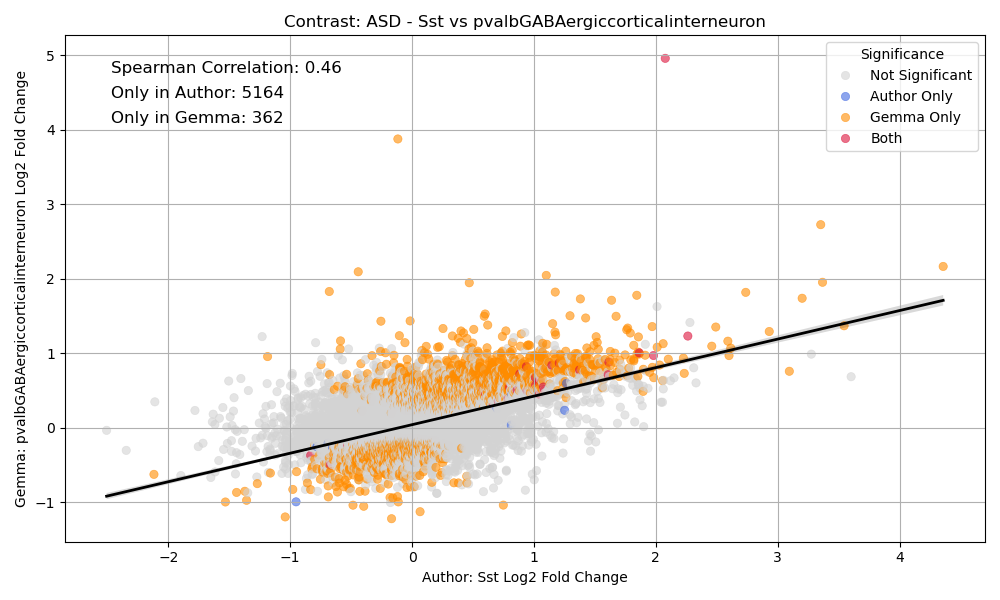 Contrast: ASD - Sst vs pvalbGABAergiccorticalinterneuron
Spearman Correlation: 0.46
Only in Author: 5164
Only in Gemma: 362
Significance
Not Significant
Author Only
Gemma Only
Both
Gemma: pvalbGABAergiccorticalinterneuron Log2 Fold Change
5
4
3
2
1
0
−1
−2
−1
0
1
2
3
4
Author: Sst Log2 Fold Change